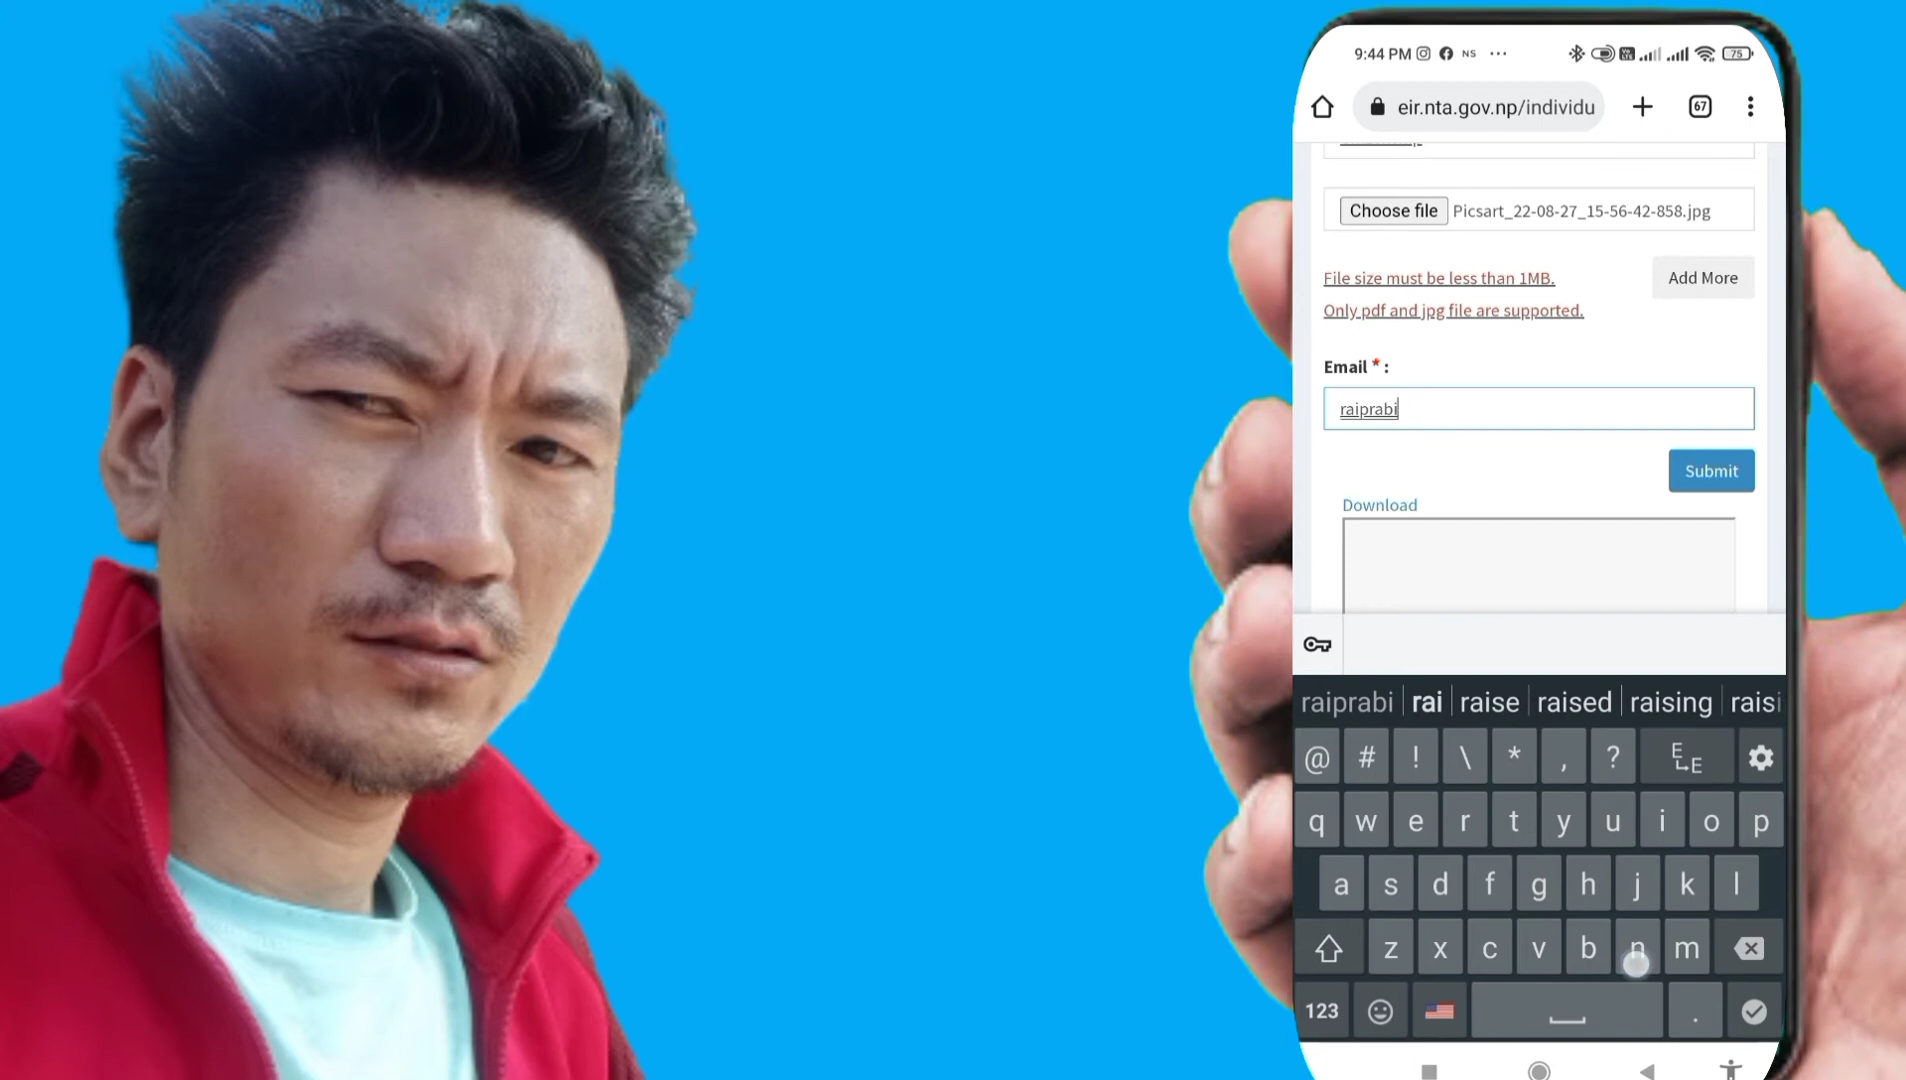 9:44 PM NS ... 75
eir.nta.gov.np/individu 67
Choose file Picsart_22-08-27_15-56-42-858.jpg
File size must be less than 1MB. Add More
Only pdf and jpg file are supported.
Email * :
raiprabi
Submit
Download
raiprabi rai raise raised raising raisi
@ # ! \ * , ? E E
q w e r t y u i o p
a s d f g h j k l
z x c v b n m
123 .